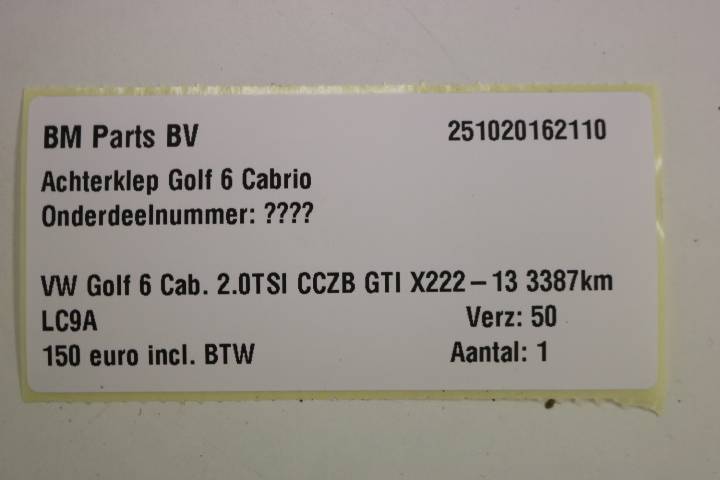 BM Parts BV 251020162110
Achterklep Golf 6 Cabrio
Onderdeelnummer: ????
VW Golf 6 Cab. 2.0TSI CCZB GTI X222 – 13 3387km
LC9A Verz: 50
150 euro incl. BTW Aantal: 1